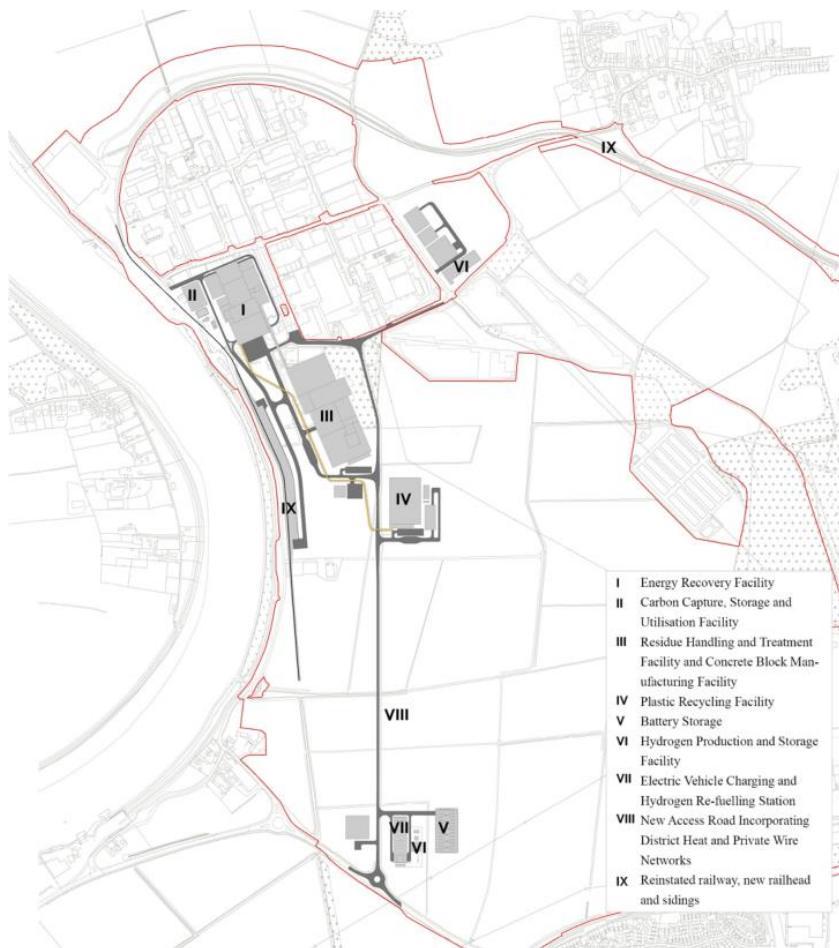 IX
VI
II
I
III
IV
IX
VIII
VII
V
VI
I Energy Recovery Facility
II Carbon Capture, Storage and
Utilisation Facility
III Residue Handling and Treatment
Facility and Concrete Block Man-
ufacturing Facility
IV Plastic Recycling Facility
V Battery Storage
VI Hydrogen Production and Storage
Facility
VII Electric Vehicle Charging and
Hydrogen Re-fuelling Station
VIII New Access Road Incorporating
District Heat and Private Wire
Networks
IX Reinstated railway, new railhead
and sidings